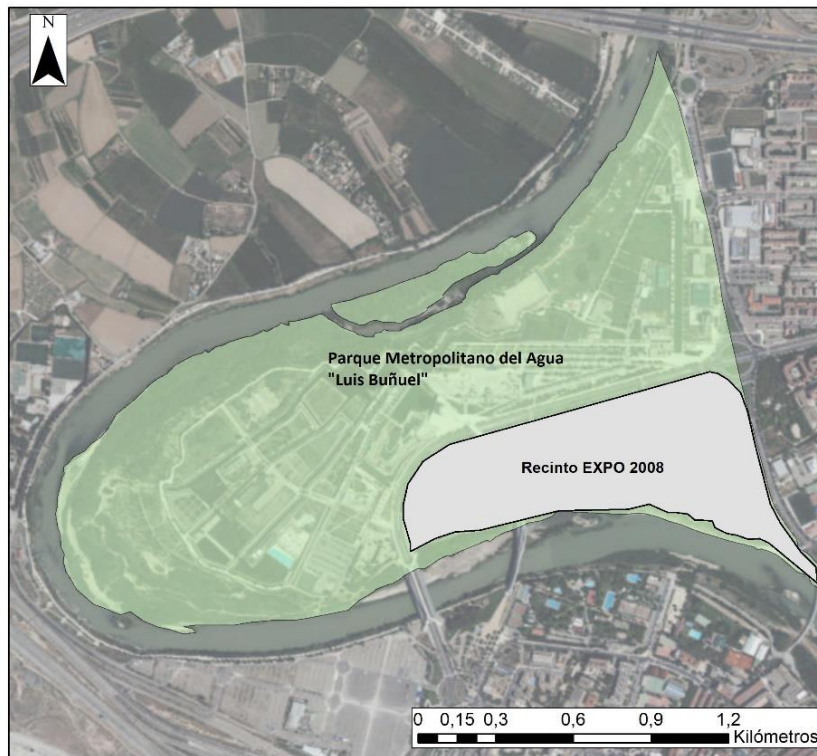 N
Parque Metropolitano del Agua
"Luis Buñuel"
Recinto EXPO 2008
0 0,15 0,3 0,6 0,9 1,2
Kilómetros